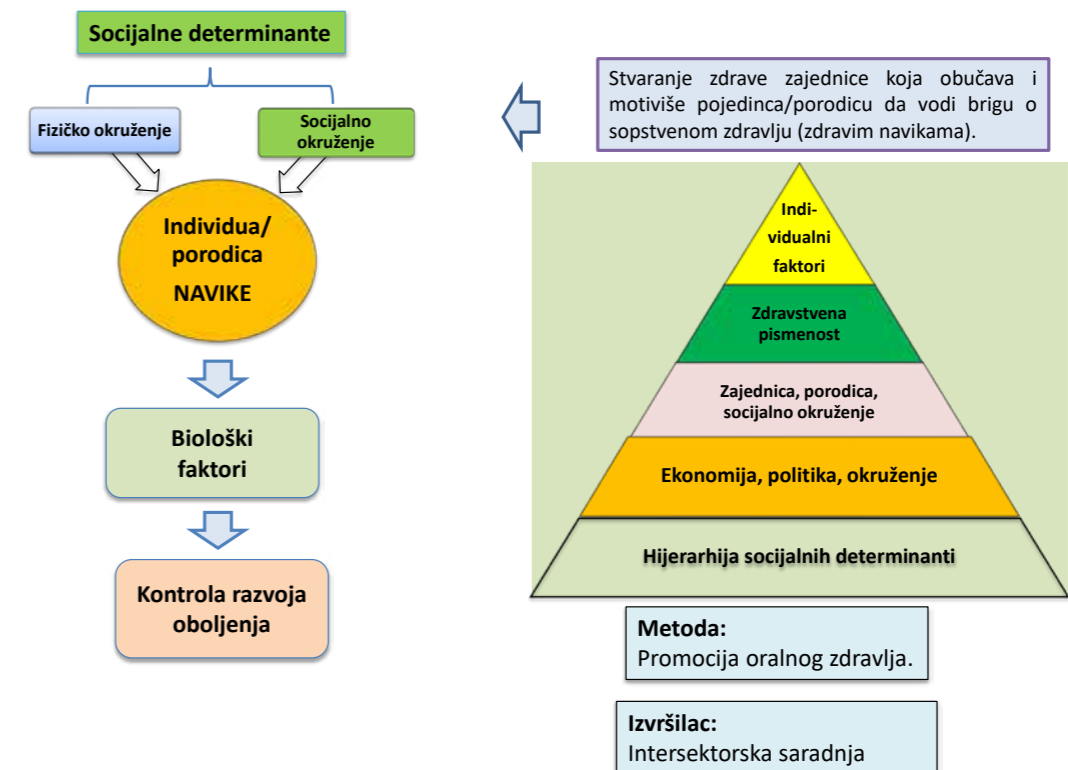 Socijalne determinante
Fizičko okruženje
Socijalno
okruženje
Individua/
porodica
NAVIKE
Biološki
faktori
Kontrola razvoja
oboljenja
Stvaranje zdrave zajednice koja obučava i
motiviše pojedinca/porodicu da vodi brigu o
sopstvenom zdravlju (zdravim navikama).
Indi-
vidualni
faktori
Zdravstvena
pismenost
Zajednica, porodica,
socijalno okruženje
Ekonomija, politika, okruženje
Hijerarhija socijalnih determinanti
Metoda:
Promocija oralnog zdravlja.
Izvršilac:
Intersektorska saradnja